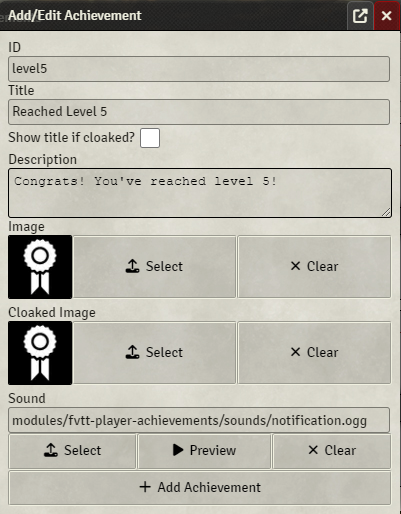 Add/Edit Achievement
ID
level5
Title
Reached Level 5
Show title if cloaked?
Description
Congrats! You've reached level 5!
Image
Select
Clear
Cloaked Image
Select
Clear
Sound
modules/fvtt-player-achievements/sounds/notification.ogg
Select
Preview
Clear
Add Achievement